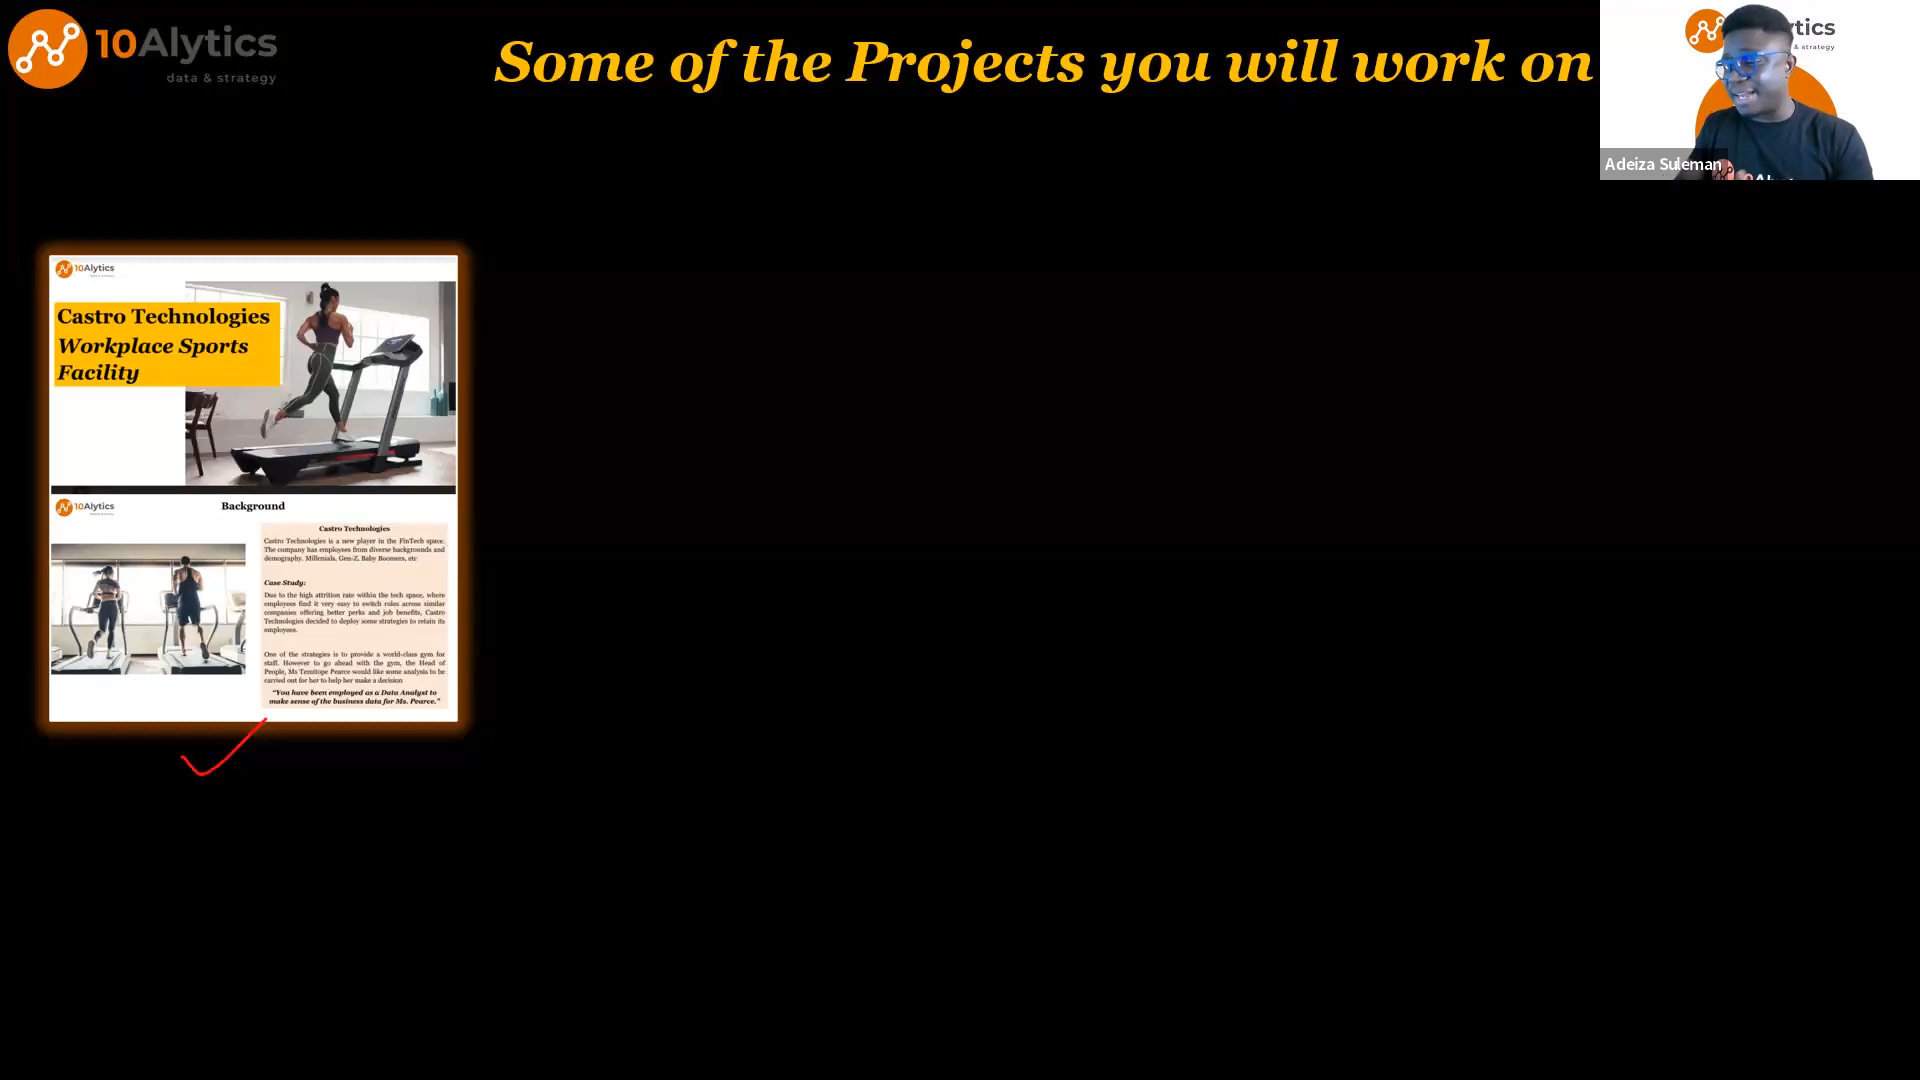 10Alytics
data & strategy
Some of the Projects you will work on
tics
& strategy
Adeiza Suleman
10Alytics
Castro Technologies
Workplace Sports
Facility
10Alytics
Background
Castro Technologies
Castro Technologies is a new player in the FinTech space.
The company has employees from diverse backgrounds and
demography. Millenials, Gen-Z, Baby Boomers, etc
Case Study:
Due to the high attrition rate within the tech space, where
employees find it very easy to switch roles across similar
companies offering better perks and job benefits, Castro
Technologies decided to deploy some strategies to retain its
employees.
One of the strategies is to provide a world-class gym for
staff. However to go ahead with the gym, the Head of
People, Ms Temitope Pearce would like some analysis to be
carried out for her to help her make a decision
"You have been employed as a Data Analyst to
make sense of the business data for Ms. Pearce."